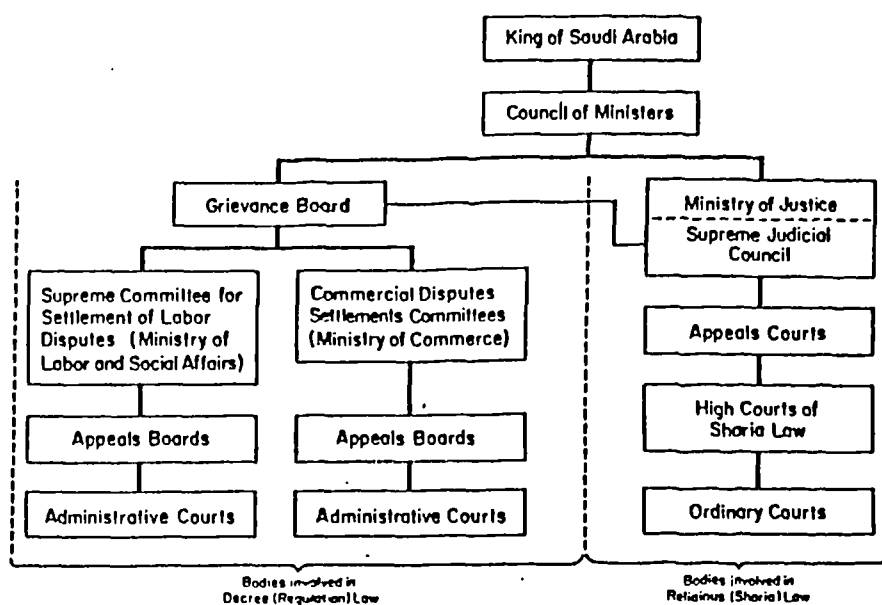 King of Saudi Arabia
Council of Ministers
Grievance Board
Ministry of Justice
Supreme Judicial
Council
Supreme Committee for
Settlement of Labor
Disputes (Ministry of
Labor and Social Affairs)
Commercial Disputes
Settlements Committees
(Ministry of Commerce)
Appeals Courts
Appeals Boards
Appeals Boards
High Courts of
Sharia Law
Administrative Courts
Administrative Courts
Ordinary Courts
Bodies involved in
Decree (Regulation) Law
Bodies involved in
Religious (Sharia) Law